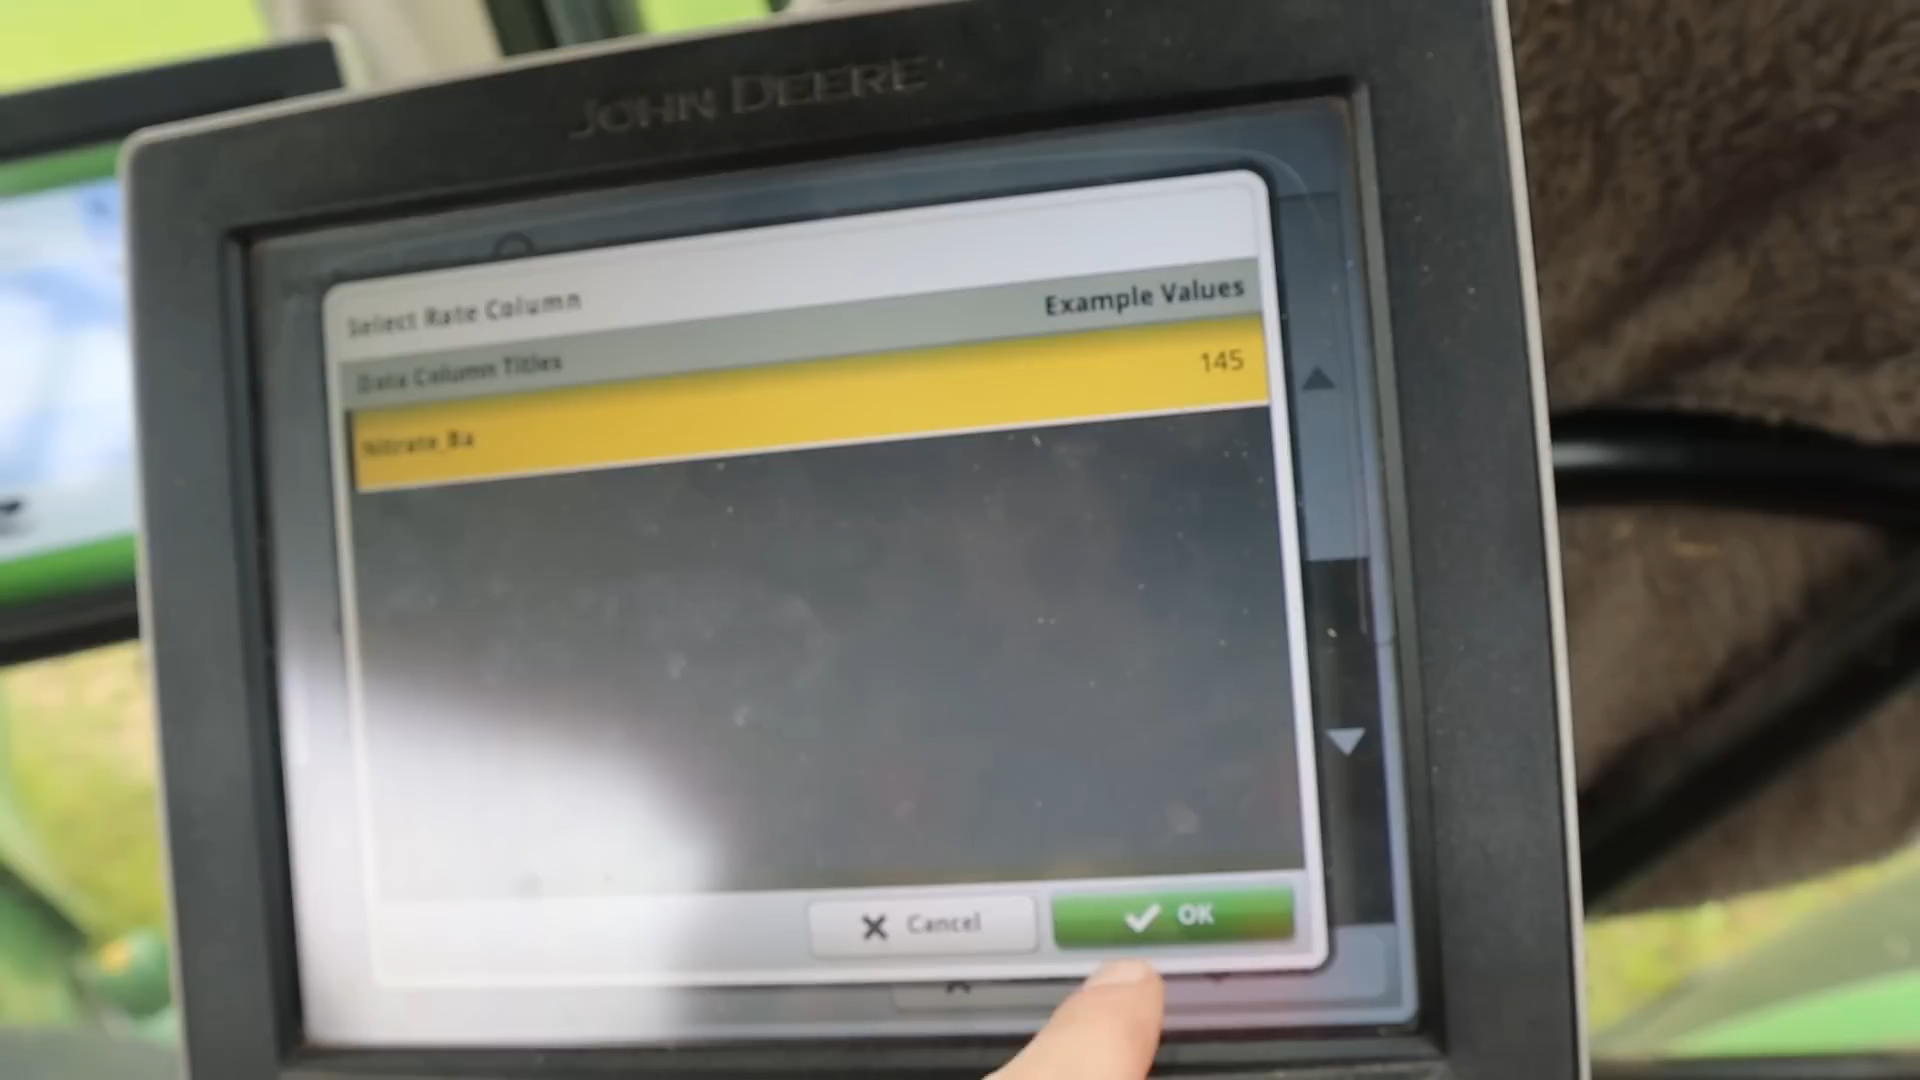 JOHN DEERE
Select Rate Column
Data Column Titles Example Values
Nitrate_Ba 145
Cancel OK